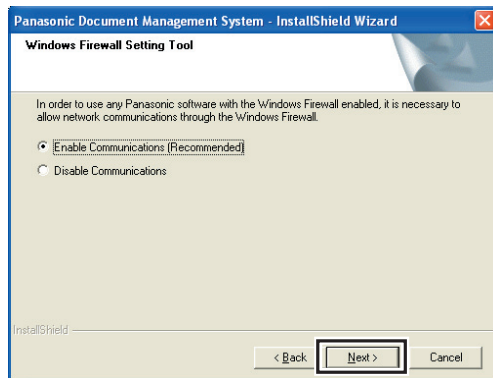 Panasonic Document Management System - InstallShield Wizard
Windows Firewall Setting Tool
In order to use any Panasonic software with the Windows Firewall enabled, it is necessary to
allow network communications through the Windows Firewall.
Enable Communications (Recommended)
Disable Communications
InstallShield
< Back Next > Cancel